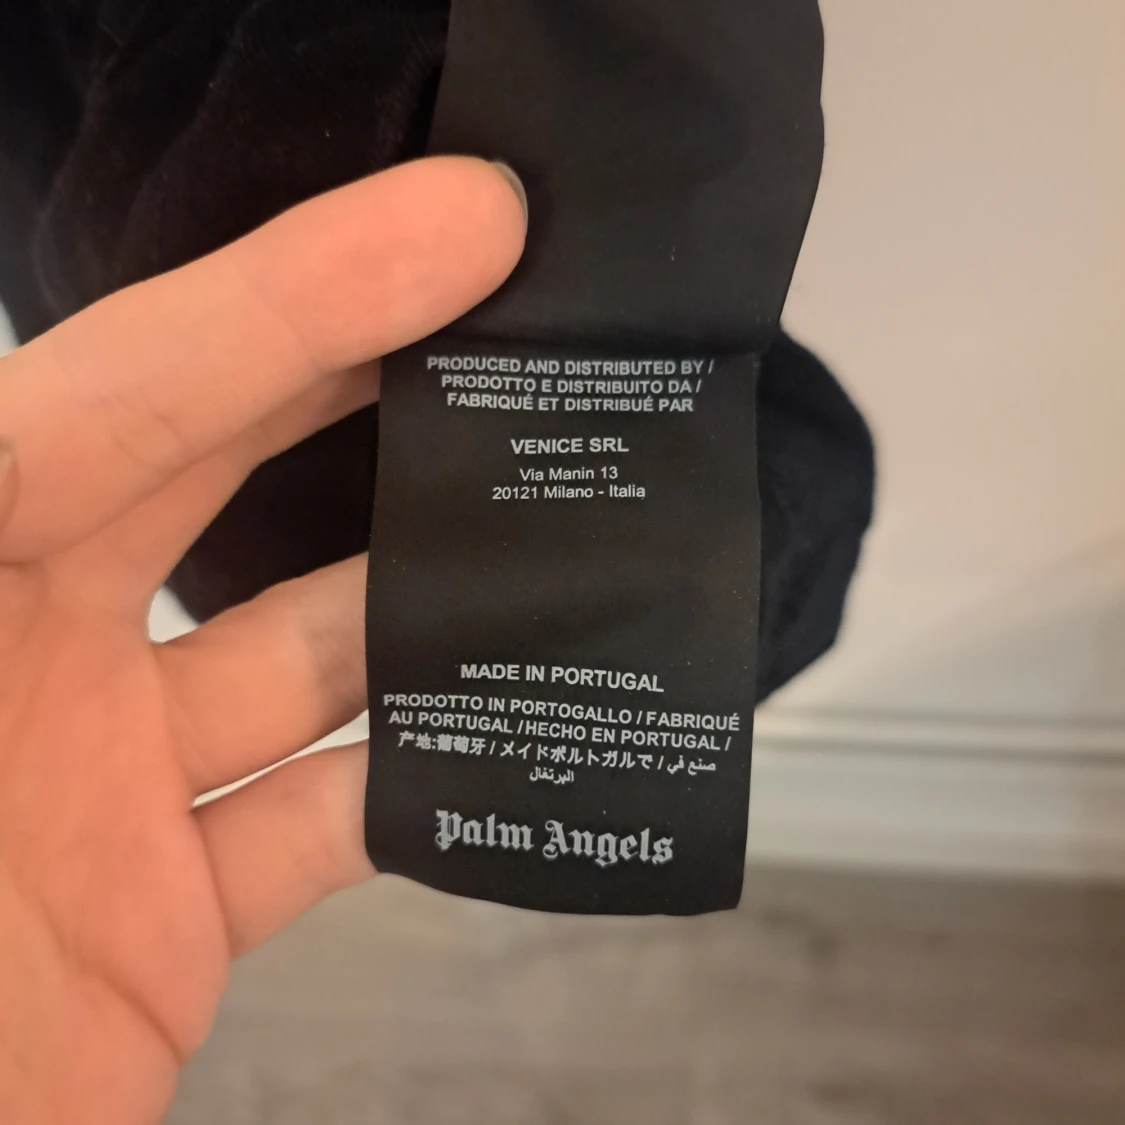 PRODUCED AND DISTRIBUTED BY /
PRODOTTO E DISTRIBUITO DA /
FABRIQUÉ ET DISTRIBUÉ PAR
VENICE SRL
Via Manin 13
20121 Milano - Italia
MADE IN PORTUGAL
PRODOTTO IN PORTOGALLO / FABRIQUÉ
AU PORTUGAL / HECHO EN PORTUGAL /
产地:葡萄牙 / メイドポルトガルで / صنع في
البرتغال
Palm Angels